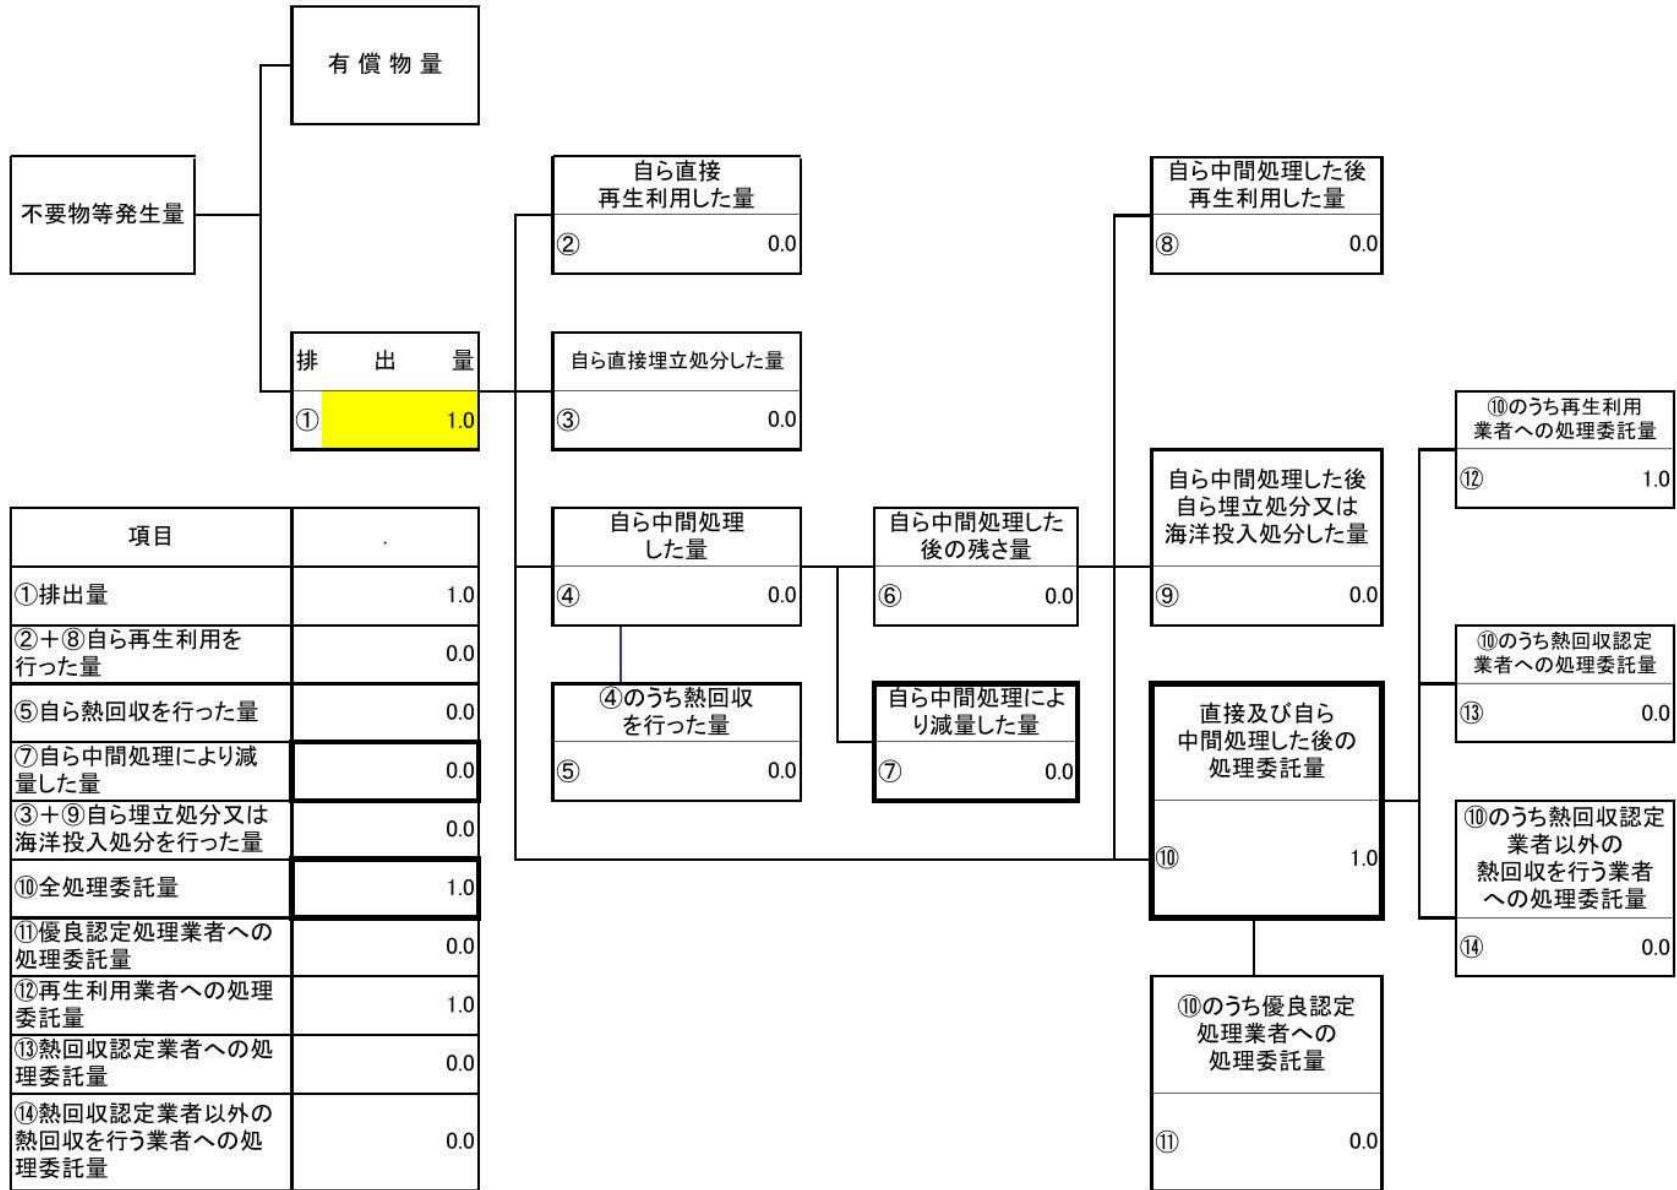 有償物量
不要物等発生量
排出量
① 1.0
自ら直接
再生利用した量
② 0.0
自ら直接埋立処分した量
③ 0.0
自ら中間処理
した量
④ 0.0
④のうち熱回収
を行った量
⑤ 0.0
自ら中間処理した
後の残さ量
⑥ 0.0
自ら中間処理によ
り減量した量
⑦ 0.0
自ら中間処理した後
再生利用した量
⑧ 0.0
自ら中間処理した後
自ら埋立処分又は
海洋投入処分した量
⑨ 0.0
直接及び自ら
中間処理した後の
処理委託量
⑩ 1.0
⑩のうち優良認定
処理業者への
処理委託量
⑪ 0.0
⑩のうち再生利用
業者への処理委託量
⑫ 1.0
⑩のうち熱回収認定
業者への処理委託量
⑬ 0.0
⑩のうち熱回収認定
業者以外の
熱回収を行う業者
への処理委託量
⑭ 0.0
項目 .
①排出量 1.0
②＋⑧自ら再生利用を
行った量 0.0
⑤自ら熱回収を行った量 0.0
⑦自ら中間処理により減
量した量 0.0
③＋⑨自ら埋立処分又は
海洋投入処分を行った量 0.0
⑩全処理委託量 1.0
⑪優良認定処理業者への
処理委託量 0.0
⑫再生利用業者への処理
委託量 1.0
⑬熱回収認定業者への処
理委託量 0.0
⑭熱回収認定業者以外の
熱回収を行う業者への処
理委託量 0.0